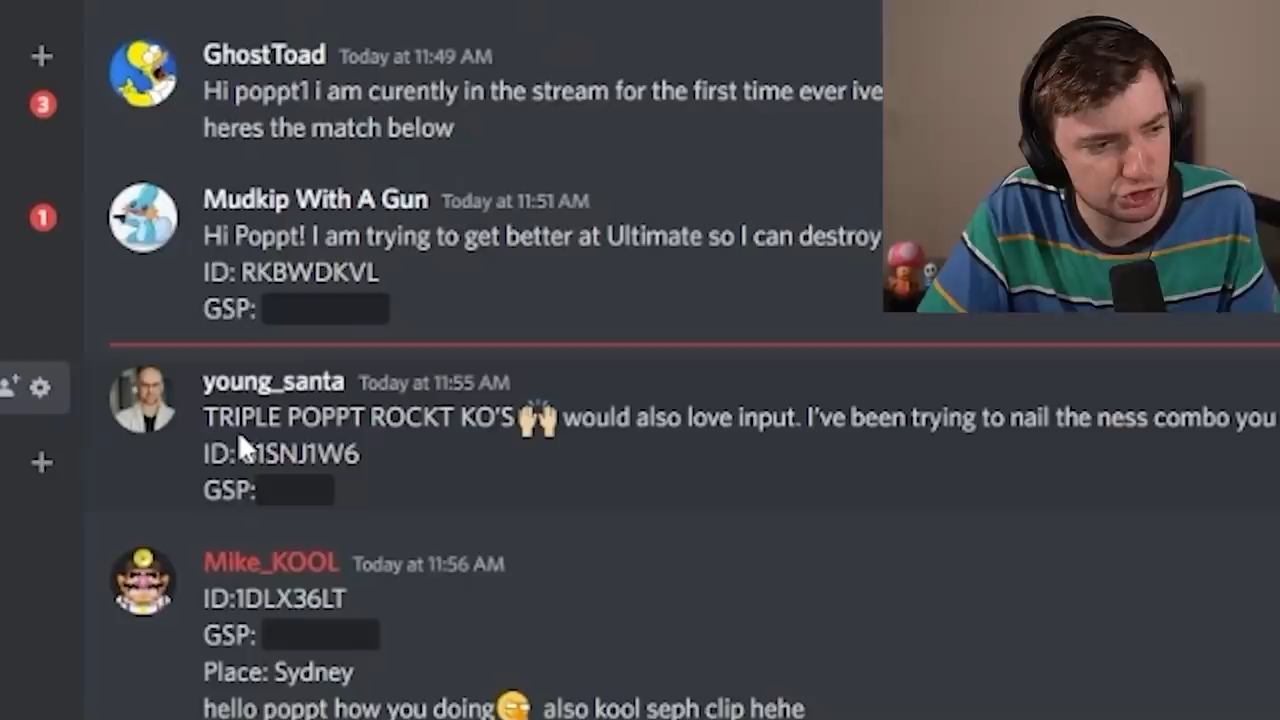 GhostToad Today at 11:49 AM
Hi poppt1 i am curently in the stream for the first time ever ive
heres the match below
3
Mudkip With A Gun Today at 11:51 AM
1
Hi Poppt! I am trying to get better at Ultimate so I can destroy
ID: RKBWDKVL
GSP:
young_santa Today at 11:55 AM
TRIPLE POPPT ROCKT KO'S🙌🏼 would also love input. I've been trying to nail the ness combo you
ID:
GSP:
Mike_KOOL Today at 11:56 AM
ID:1DLX36LT
GSP:
Place: Sydney
hello poppt how you doing also kool seph clip hehe